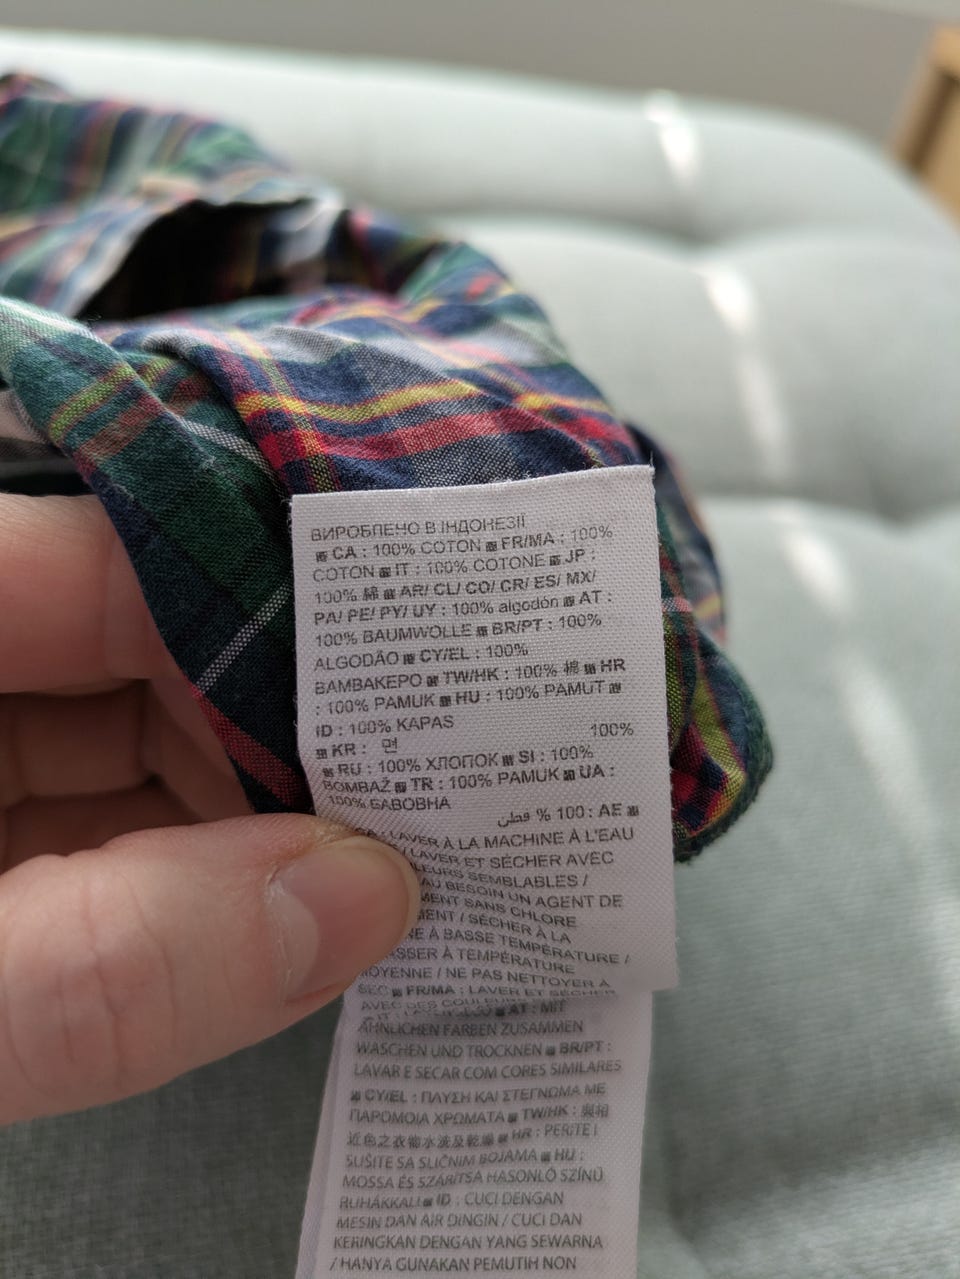 ВИРОБЛЕНО В ІНДОНЕЗІЇ
CA : 100% COTON FR/MA : 100%
COTON IT : 100% COTONE JP :
100% 綿 AR/ CL/ CO/ CR/ ES/ MX/
PA/ PE/ PY/ UY : 100% algodón AT :
100% BAUMWOLLE BR/PT : 100%
ALGODÃO CY/EL : 100%
ΒΑΜΒΑΚΕΡΟ TW/HK : 100% 棉 HR
: 100% PAMUK HU : 100% PAMUT
ID : 100% KAPAS
KR : 면 100%
RU : 100% ХЛОПОК SI : 100%
BOMBAŽ TR : 100% PAMUK UA :
100% БАВОВНА
AE : 100 % قطن
LAVER À LA MACHINE À L'EAU
/ LAVER ET SÉCHER AVEC
SEMBLABLES /
AU BESOIN UN AGENT DE
SANS CHLORE
/ SÉCHER À LA
À BASSE TEMPÉRATURE /
À TEMPÉRATURE
MOYENNE / NE PAS NETTOYER À
SEC FR/MA : LAVER ET SÉCHER
AVEC DES COULEURS
AT : MIT
ÄHNLICHEN FARBEN ZUSAMMEN
WASCHEN UND TROCKNEN BR/PT :
LAVAR E SECAR COM CORES SIMILARES
CY/EL : ΠΛΥΣΗ ΚΑΙ ΣΤΕΓΝΩΜΑ ΜΕ
ΠΑΡΟΜΟΙΑ ΧΡΩΜΑΤΑ TW/HK : 與相
近色之衣物水洗及乾燥 HR : PERITE I
SUŠITE SA SLIČNIM BOJAMA HU :
MOSSA ÉS SZÁRÍTSA HASONLÓ SZÍNŰ
RUHÁKKAL ID : CUCI DENGAN
MESIN DAN AIR DINGIN / CUCI DAN
KERINGKAN DENGAN YANG SEWARNA
/ HANYA GUNAKAN PEMUTIH NON